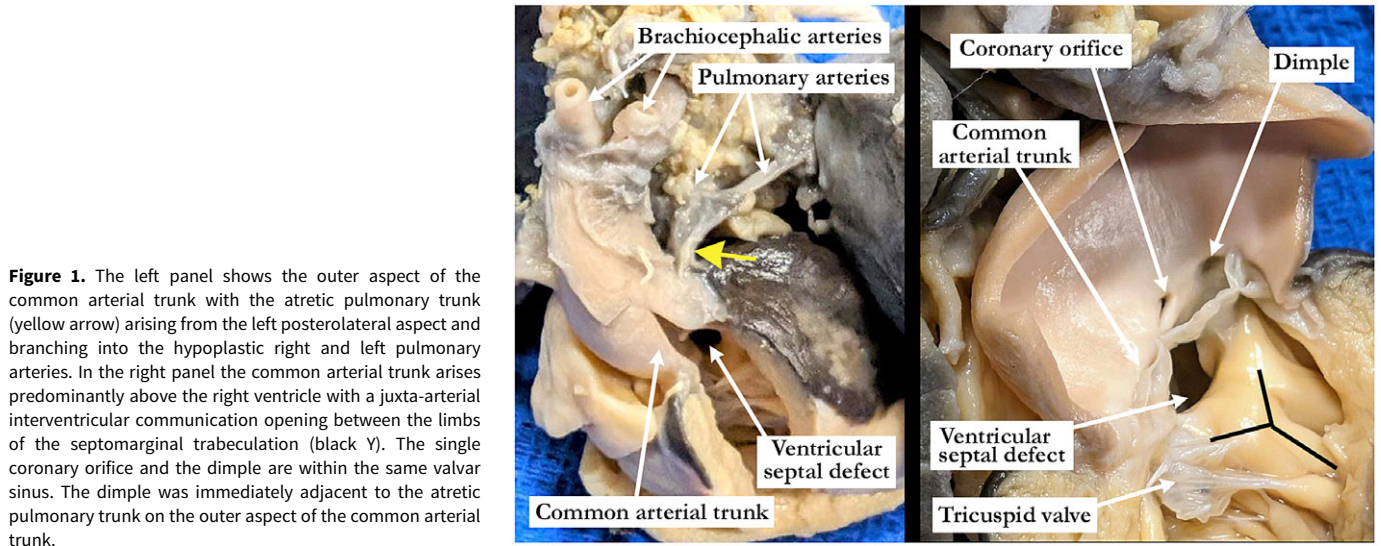 Figure 1. The left panel shows the outer aspect of the
common arterial trunk with the atretic pulmonary trunk
(yellow arrow) arising from the left posterolateral aspect and
branching into the hypoplastic right and left pulmonary
arteries. In the right panel the common arterial trunk arises
predominantly above the right ventricle with a juxta-arterial
interventricular communication opening between the limbs
of the septomarginal trabeculation (black Y). The single
coronary orifice and the dimple are within the same valvar
sinus. The dimple was immediately adjacent to the atretic
pulmonary trunk on the outer aspect of the common arterial
trunk.
Brachiocephalic arteries
Pulmonary arteries
Ventricular
septal defect
Common arterial trunk
Coronary orifice
Dimple
Common
arterial trunk
Ventricular
septal defect
Tricuspid valve